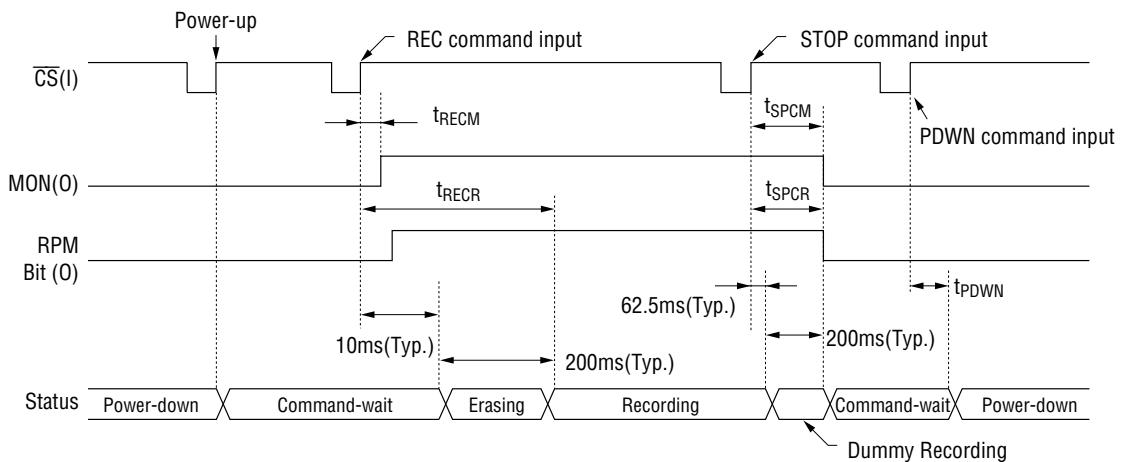 Power-up
REC command input
STOP command input
CS(I)
tRECM
tSPCM
PDWN command input
MON(O)
tRECR
tSPCR
RPM
Bit (O)
62.5ms(Typ.)
tPDWN
10ms(Typ.)
200ms(Typ.)
200ms(Typ.)
Status
Power-down
Command-wait
Erasing
Recording
Command-wait
Power-down
Dummy Recording